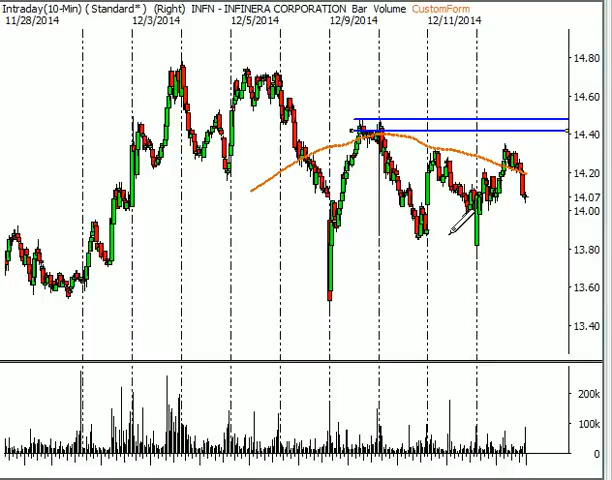 Intraday(10-Min) (Standard*) (Right) INFN - INFINERA CORPORATION Bar Volume CustomForm
11/28/2014 12/3/2014 12/5/2014 12/9/2014 12/11/2014
14.80
14.60
14.40
14.20
14.07
14.00
13.80
13.60
13.40
200k
100k
0